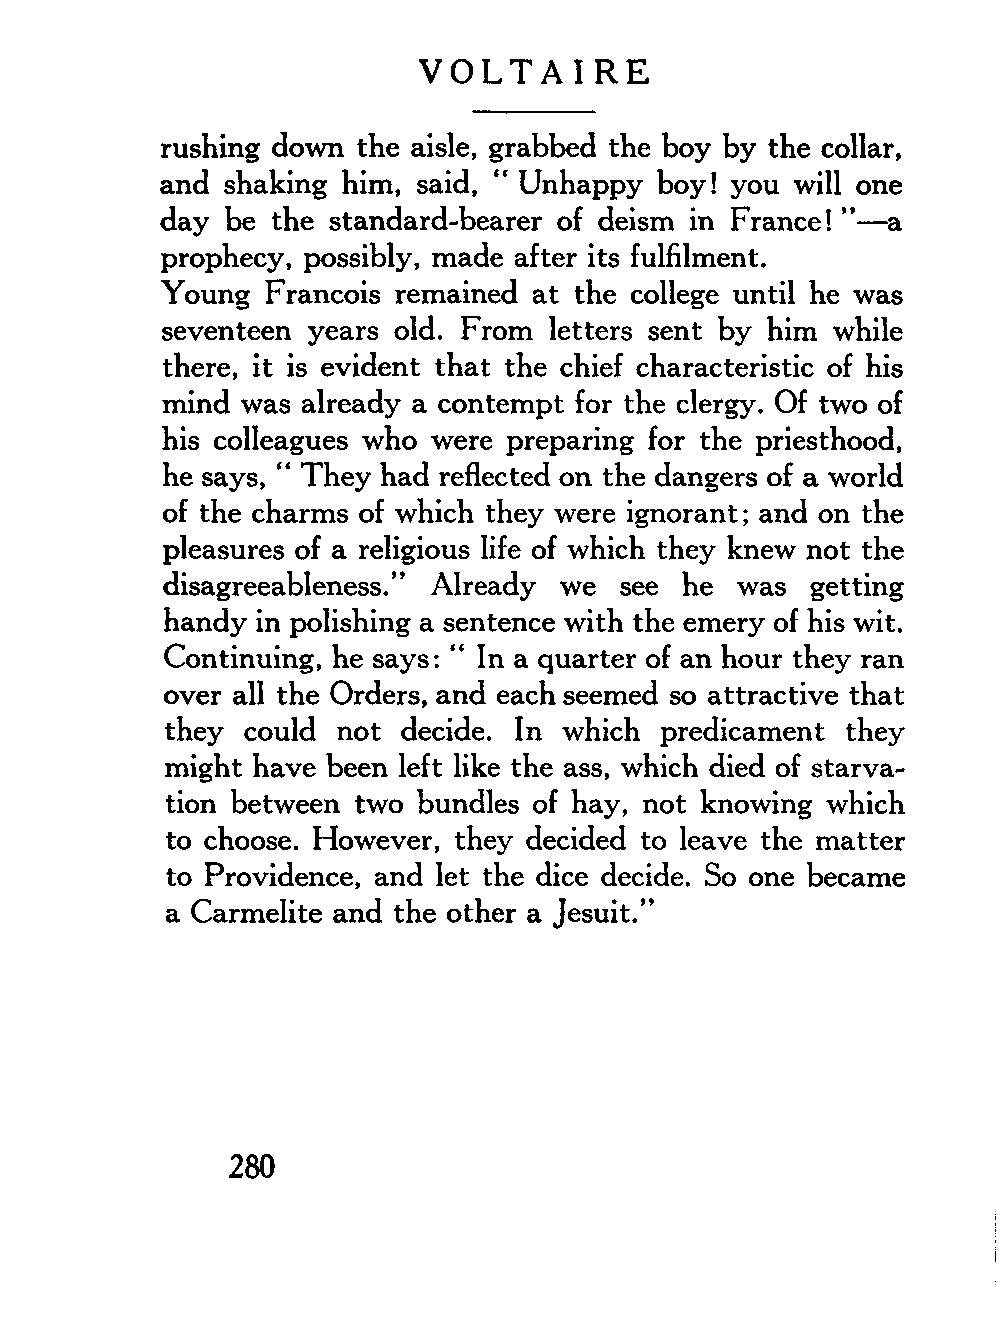 VOLTAIRE
rushing down the aisle, grabbed the boy by the collar,
and shaking him, said, “ Unhappy boy! you will one
day be the standard-bearer of deism in France! ”—a
prophecy, possibly, made after its fulfilment.
Young Francois remained at the college until he was
seventeen years old. From letters sent by him while
there, it is evident that the chief characteristic of his
mind was already a contempt for the clergy. Of two of
his colleagues who were preparing for the priesthood,
he says, “ They had reflected on the dangers of a world
of the charms of which they were ignorant; and on the
pleasures of a religious life of which they knew not the
disagreeableness.” Already we see he was getting
handy in polishing a sentence with the emery of his wit.
Continuing, he says: “ In a quarter of an hour they ran
over all the Orders, and each seemed so attractive that
they could not decide. In which predicament they
might have been left like the ass, which died of starva-
tion between two bundles of hay, not knowing which
to choose. However, they decided to leave the matter
to Providence, and let the dice decide. So one became
a Carmelite and the other a Jesuit.”
280